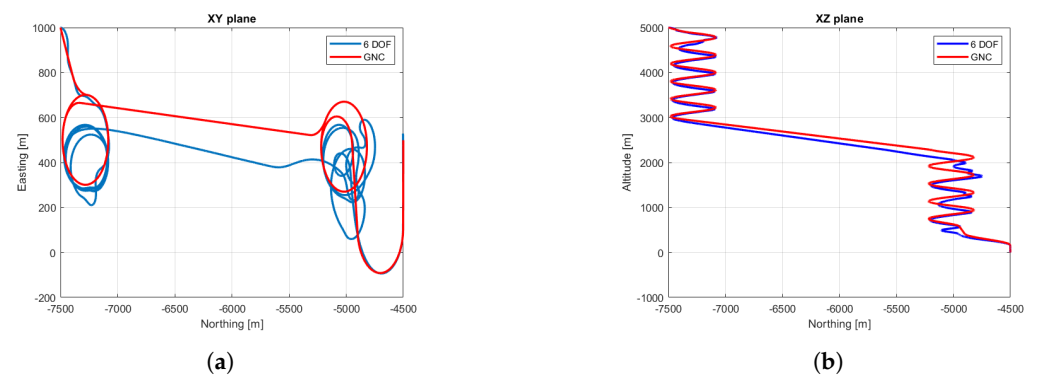 XY plane
1000
800
600
400
200
0
-200
Easting [m]
6 DOF
GNC
-7500
-7000
-6500
-6000
-5500
-5000
-4500
Northing [m]
(a)
XZ plane
5000
4000
3000
2000
1000
0
-1000
Altitude [m]
6 DOF
GNC
-7500
-7000
-6500
-6000
-5500
-5000
-4500
Northing [m]
(b)